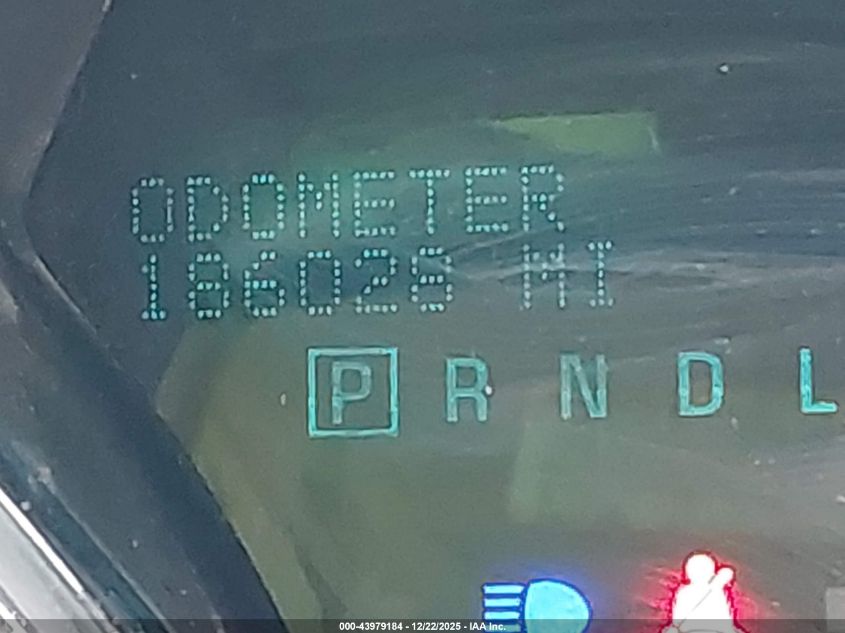 ODOMETER
186028 MI
P R N D L
000-43979184 - 12/22/2025 - IAA Inc.